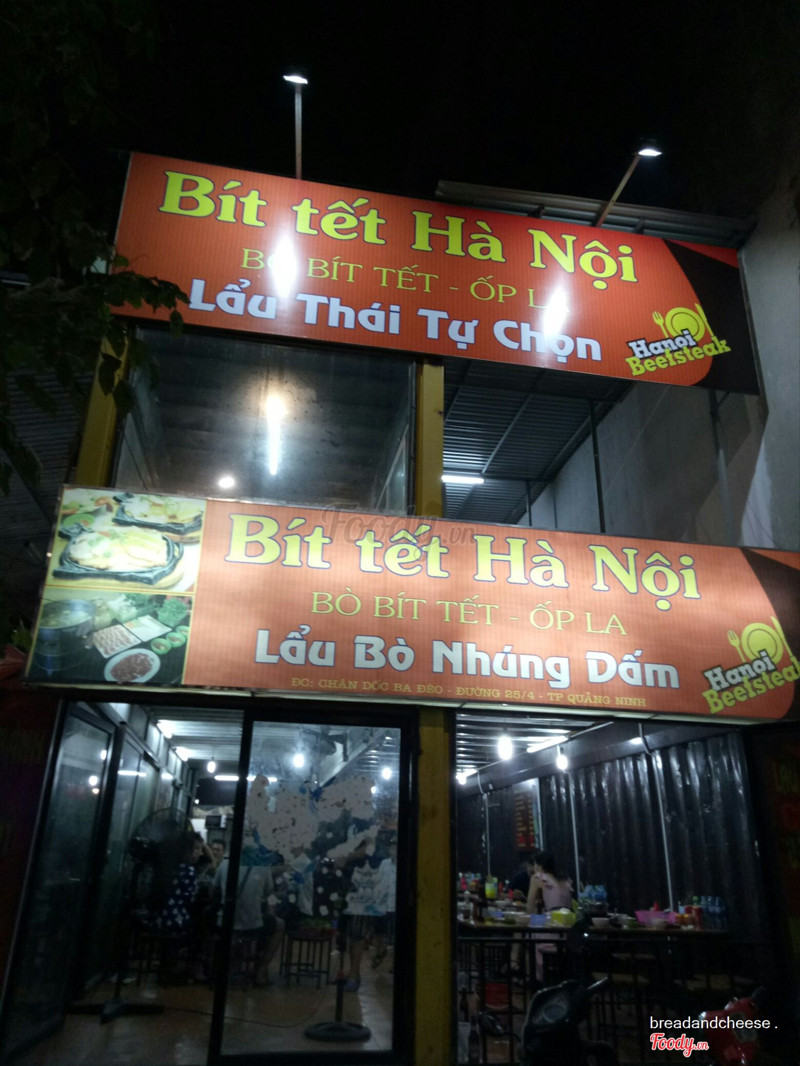 Bít tết Hà Nội
BÒ BÍT TẾT - ỐP LA
Lẩu Thái Tự Chọn
Hanoi
Beefsteak
Foody.vn
Bít tết Hà Nội
BÒ BÍT TẾT - ỐP LA
Lẩu Bò Nhúng Dấm
Hanoi
Beefsteak
ĐC: CHÂN DỐC BA ĐÈO - ĐƯỜNG 25/4 - TP QUẢNG NINH
breadandcheese .
Foody.vn